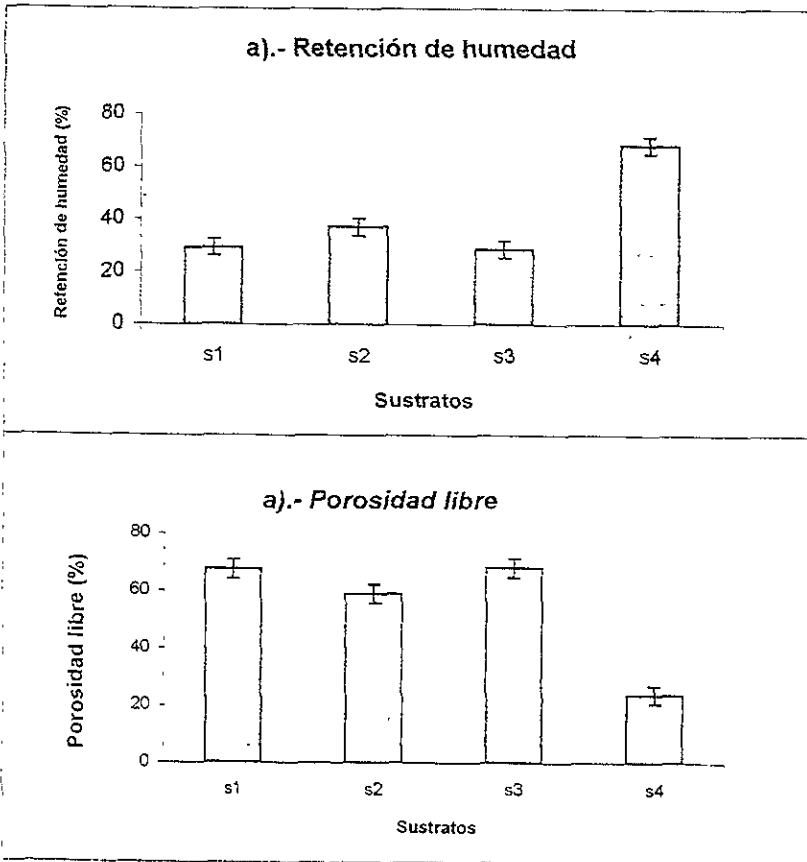 a).- Retención de humedad
Retención de humedad (%)
80
60
40
20
0
s1 s2 s3 s4
Sustratos
a).- Porosidad libre
Porosidad libre (%)
80
60
40
20
0
s1 s2 s3 s4
Sustratos